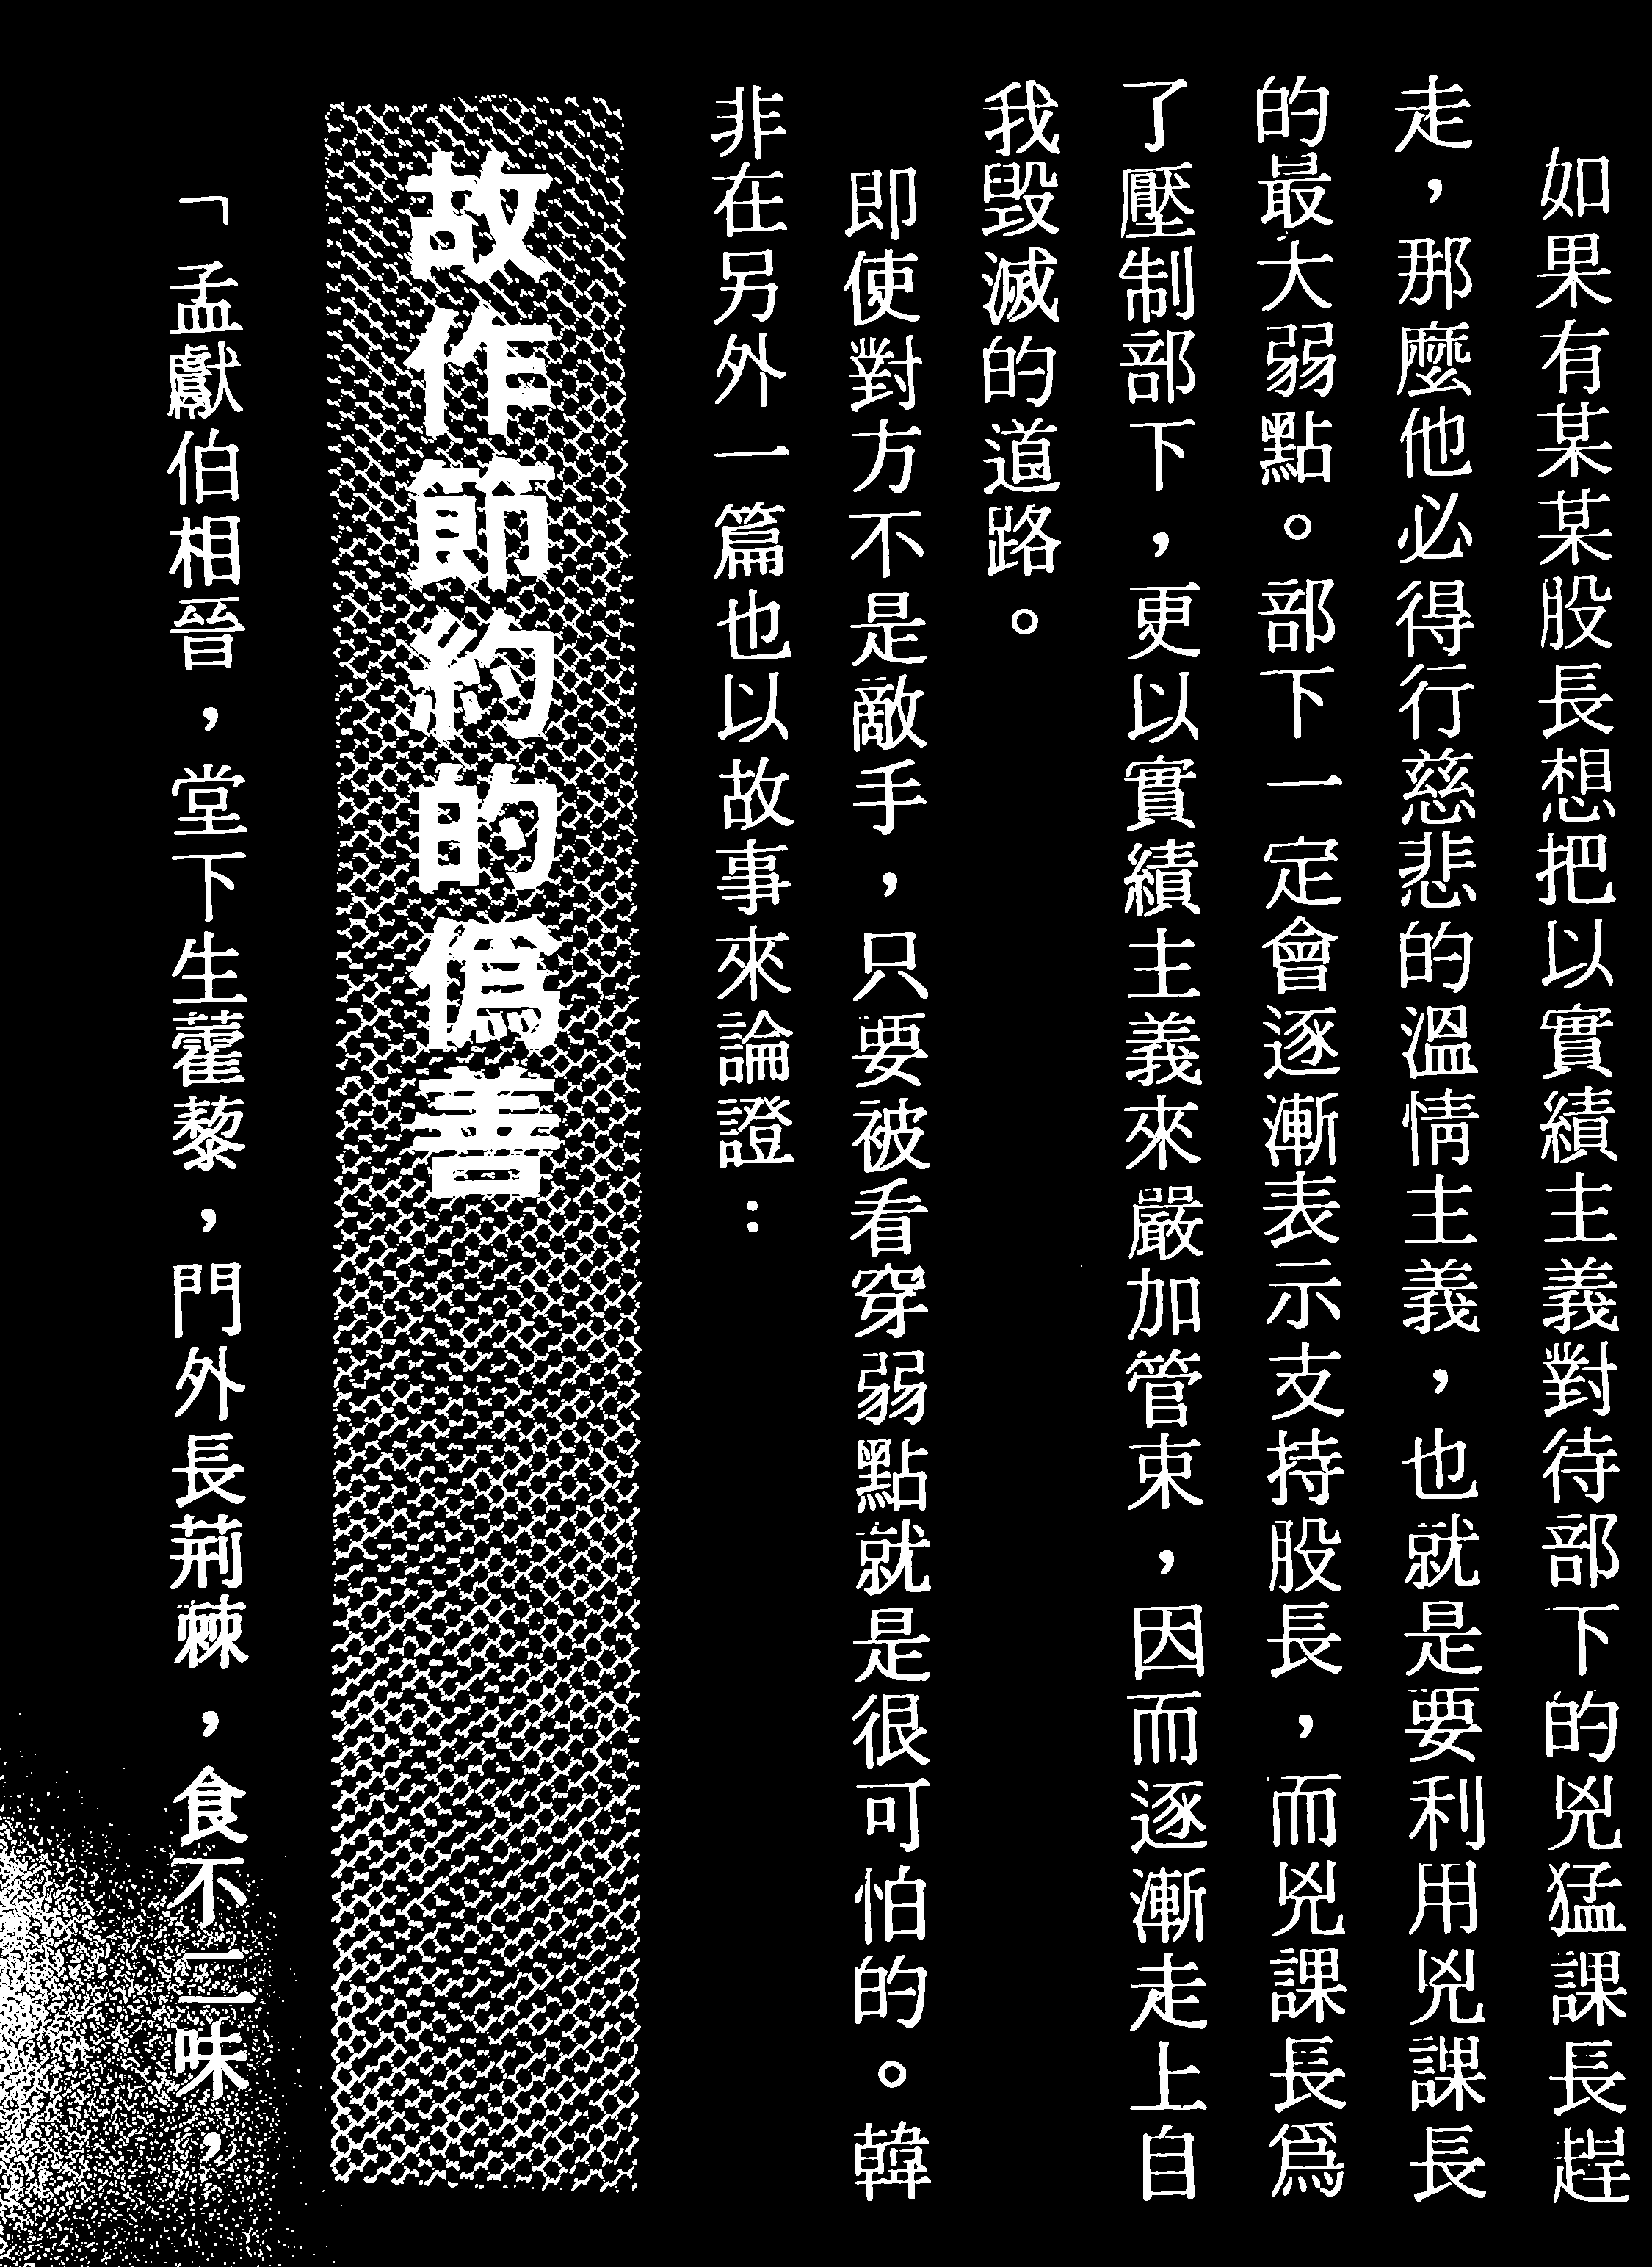 如果有某某股長想把以實績主義對待部下的兇猛課長趕
走，那麼他必得行慈悲的溫情主義，也就是要利用兇課長
的最大弱點。部下一定會逐漸表示支持股長，而兇課長爲
了壓制部下，更以實績主義來嚴加管束，因而逐漸走上自
我毀滅的道路。
即使對方不是敵手，只要被看穿弱點就是很可怕的。韓
非在另外一篇也以故事來論證：
故作節約的僞善
「孟獻伯相晉，堂下生藿藜，門外長荊棘，食不二味，